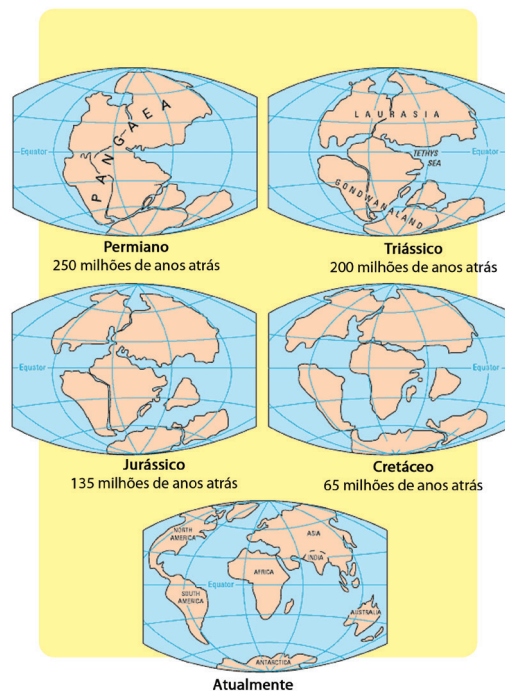 PANGAEA
Equator
Permiano
250 milhões de anos atrás
LAURASIA
TETHYS
SEA
Equator
GONDWANALAND
Triássico
200 milhões de anos atrás
Equator
Jurássico
135 milhões de anos atrás
Equator
Cretáceo
65 milhões de anos atrás
NORTH
AMERICA
ASIA
INDIA
AFRICA
Equator
SOUTH
AMERICA
AUSTRALIA
ANTARCTICA
Atualmente